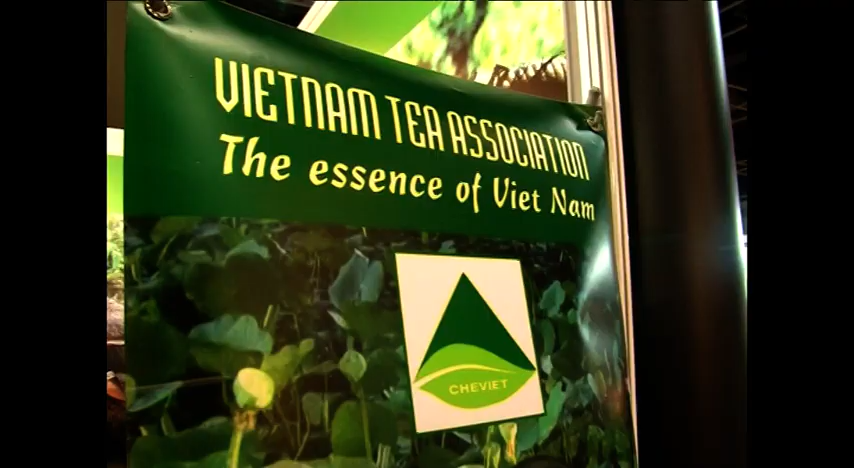 VIETNAM TEA ASSOCIATION
The essence of Viet Nam
CHEVIET